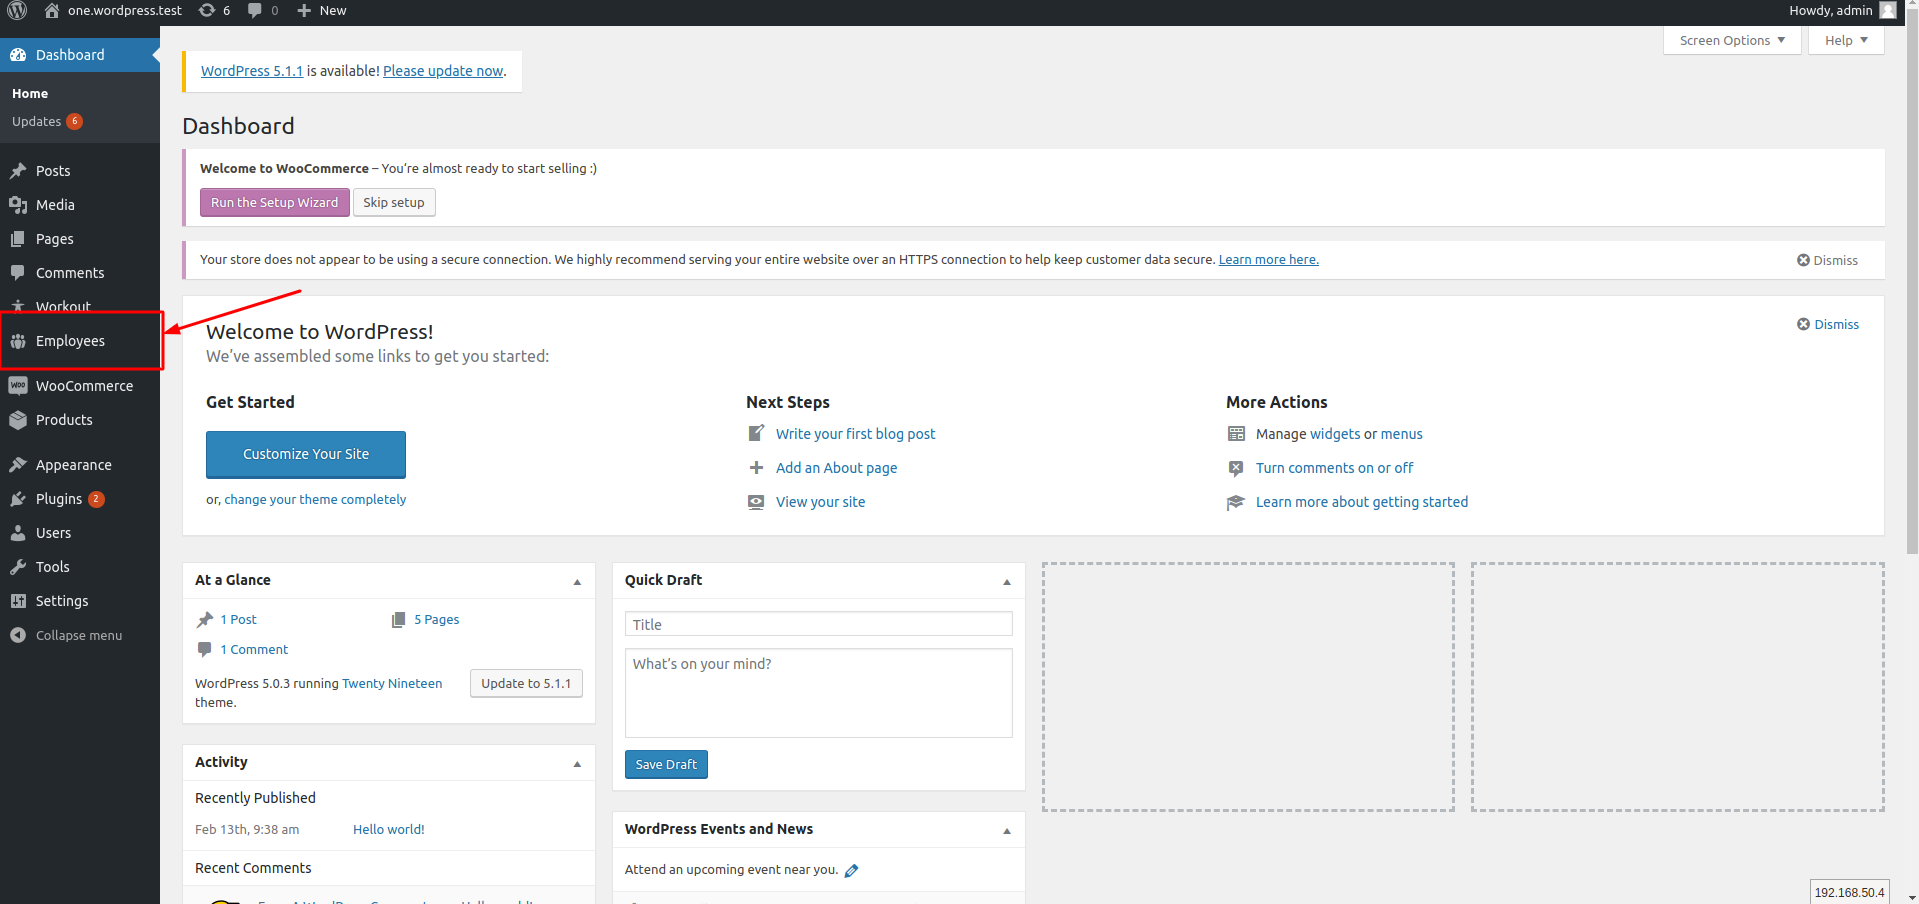 one.wordpress.test 6 0 New Howdy, admin
Dashboard
Home
Updates 6
Posts
Media
Pages
Comments
Workout
Employees
WooCommerce
Products
Appearance
Plugins 2
Users
Tools
Settings
Collapse menu
Screen Options Help
WordPress 5.1.1 is available! Please update now.
Dashboard
Welcome to WooCommerce – You‘re almost ready to start selling :)
Run the Setup Wizard Skip setup
Your store does not appear to be using a secure connection. We highly recommend serving your entire website over an HTTPS connection to help keep customer data secure. Learn more here. Dismiss
Welcome to WordPress! Dismiss
We’ve assembled some links to get you started:
Get Started
Customize Your Site
or, change your theme completely
Next Steps
Write your first blog post
Add an About page
View your site
More Actions
Manage widgets or menus
Turn comments on or off
Learn more about getting started
At a Glance
1 Post 5 Pages
1 Comment
WordPress 5.0.3 running Twenty Nineteen
theme.
Update to 5.1.1
Activity
Recently Published
Feb 13th, 9:38 am Hello world!
Recent Comments
Quick Draft
Title
What’s on your mind?
Save Draft
WordPress Events and News
Attend an upcoming event near you.
192.168.50.4